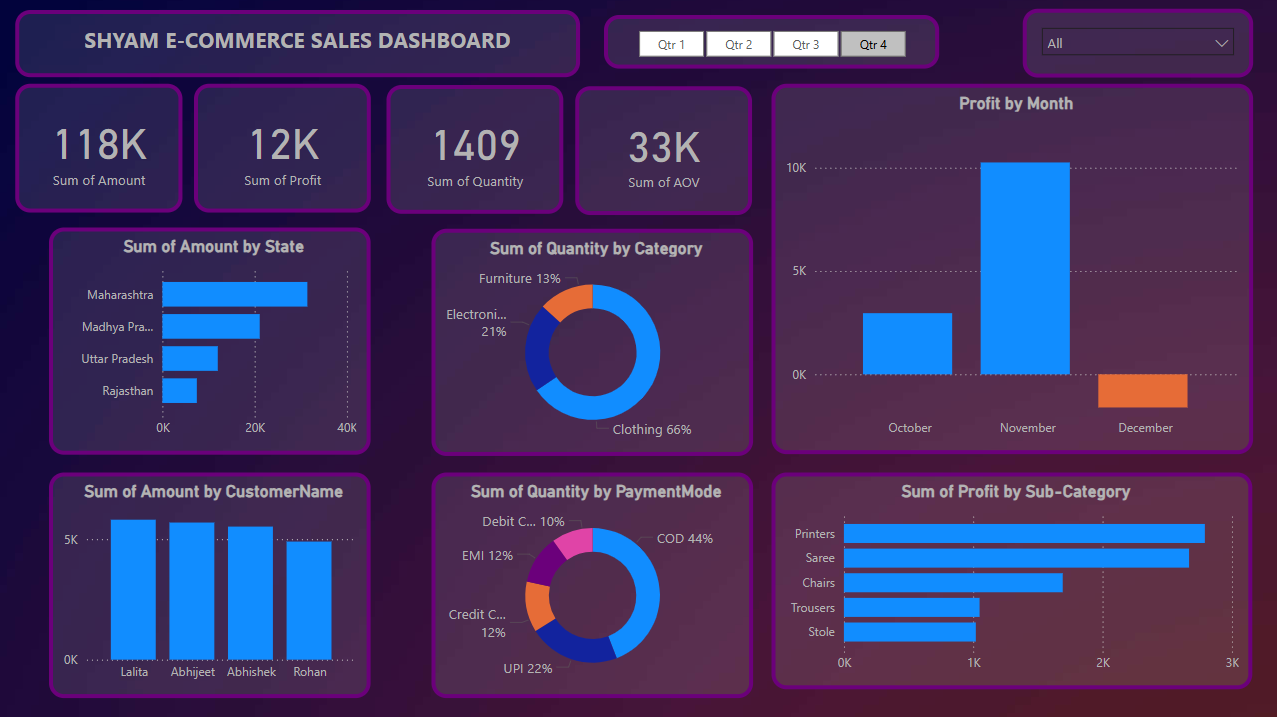 SHYAM E-COMMERCE SALES DASHBOARD
Qtr 1
Qtr 2
Qtr 3
Qtr 4
All
118K
Sum of Amount
12K
Sum of Profit
1409
Sum of Quantity
33K
Sum of AOV
Profit by Month
10K
5K
0K
October
November
December
Sum of Amount by State
Maharashtra
Madhya Pra...
Uttar Pradesh
Rajasthan
0K
20K
40K
Sum of Quantity by Category
Furniture 13%
Electroni...
21%
Clothing 66%
Sum of Amount by CustomerName
5K
0K
Lalita
Abhijeet
Abhishek
Rohan
Sum of Quantity by PaymentMode
Debit C... 10%
COD 44%
EMI 12%
Credit C...
12%
UPI 22%
Sum of Profit by Sub-Category
Printers
Saree
Chairs
Trousers
Stole
0K
1K
2K
3K